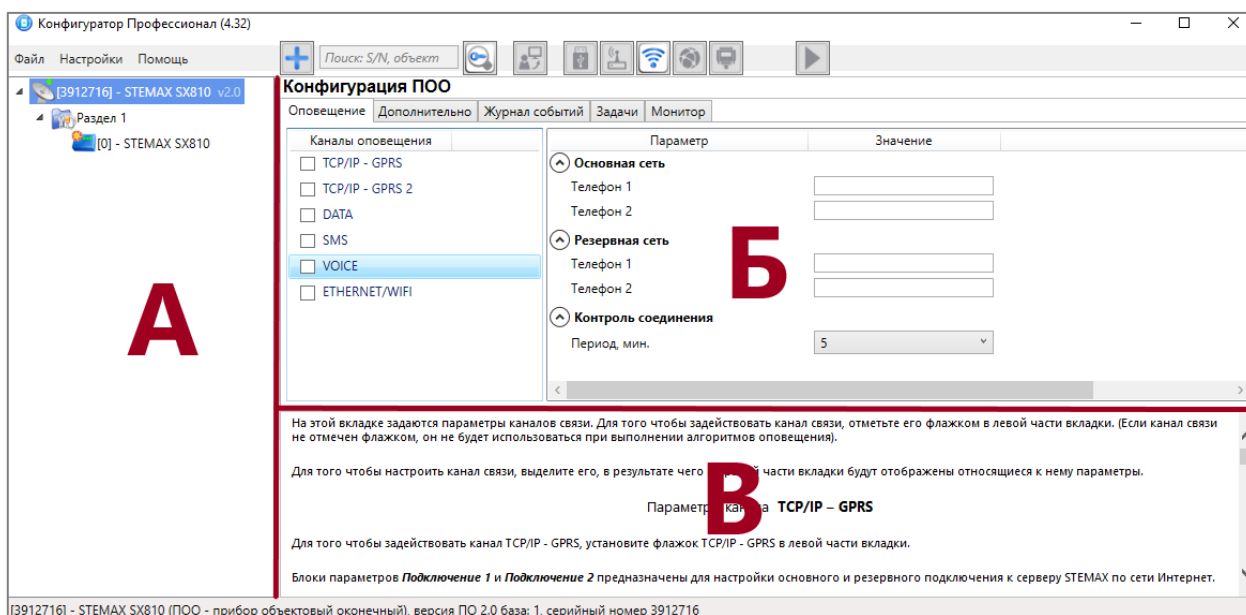 Конфигуратор Профессионал (4.32)
Файл Настройки Помощь
Поиск: S/N, объект
[3912716] - STEMAX SX810 v2.0
Раздел 1
[0] - STEMAX SX810
А
Конфигурация ПОО
Оповещение Дополнительно Журнал событий Задачи Монитор
Каналы оповещения
TCP/IP - GPRS
TCP/IP - GPRS 2
DATA
SMS
VOICE
ETHERNET/WIFI
Параметр Значение
Основная сеть
Телефон 1
Телефон 2
Резервная сеть
Телефон 1
Телефон 2
Контроль соединения
Период, мин. 5
Б
На этой вкладке задаются параметры каналов связи. Для того чтобы задействовать канал связи, отметьте его флажком в левой части вкладки. (Если канал связи
не отмечен флажком, он не будет использоваться при выполнении алгоритмов оповещения).
Для того чтобы настроить канал связи, выделите его, в результате чего части вкладки будут отображены относящиеся к нему параметры.
TCP/IP – GPRS
Для того чтобы задействовать канал TCP/IP - GPRS, установите флажок TCP/IP - GPRS в левой части вкладки.
Блоки параметров Подключение 1 и Подключение 2 предназначены для настройки основного и резервного подключения к серверу STEMAX по сети Интернет.
В
[3912716] - STEMAX SX810 (ПОО - прибор объектовый оконечный), версия ПО 2.0 база: 1, серийный номер 3912716